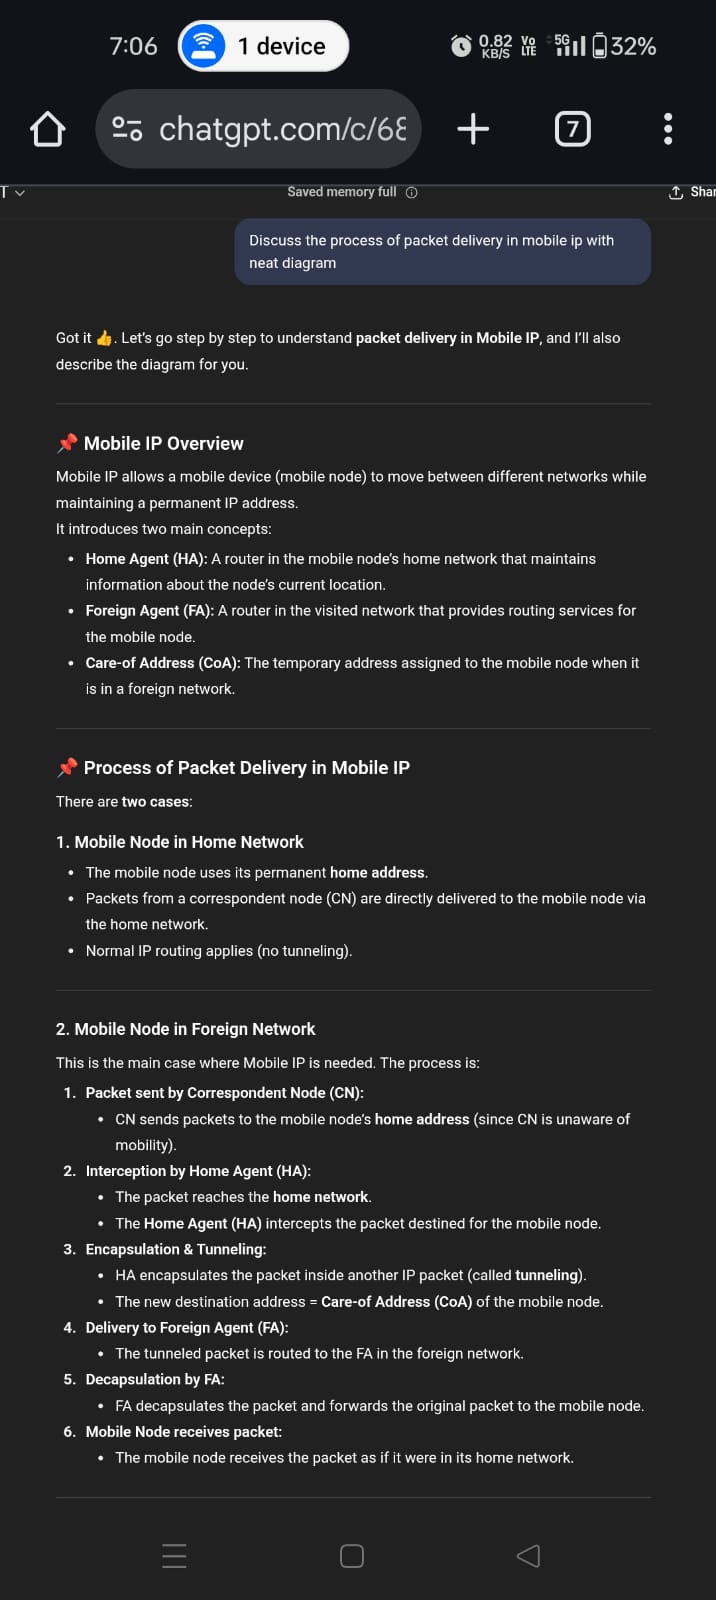 7:06
1 device
0.82 KB/S
Vo LTE
5G
32%
chatgpt.com/c/68
7
T
Saved memory full
Shar
Discuss the process of packet delivery in mobile ip with
neat diagram
Got it 👍. Let's go step by step to understand packet delivery in Mobile IP, and I'll also
describe the diagram for you.
📌 Mobile IP Overview
Mobile IP allows a mobile device (mobile node) to move between different networks while
maintaining a permanent IP address.
It introduces two main concepts:
• Home Agent (HA): A router in the mobile node's home network that maintains
information about the node's current location.
• Foreign Agent (FA): A router in the visited network that provides routing services for
the mobile node.
• Care-of Address (CoA): The temporary address assigned to the mobile node when it
is in a foreign network.
📌 Process of Packet Delivery in Mobile IP
There are two cases:
1. Mobile Node in Home Network
• The mobile node uses its permanent home address.
• Packets from a correspondent node (CN) are directly delivered to the mobile node via
the home network.
• Normal IP routing applies (no tunneling).
2. Mobile Node in Foreign Network
This is the main case where Mobile IP is needed. The process is:
1. Packet sent by Correspondent Node (CN):
• CN sends packets to the mobile node's home address (since CN is unaware of
mobility).
2. Interception by Home Agent (HA):
• The packet reaches the home network.
• The Home Agent (HA) intercepts the packet destined for the mobile node.
3. Encapsulation & Tunneling:
• HA encapsulates the packet inside another IP packet (called tunneling).
• The new destination address = Care-of Address (CoA) of the mobile node.
4. Delivery to Foreign Agent (FA):
• The tunneled packet is routed to the FA in the foreign network.
5. Decapsulation by FA:
• FA decapsulates the packet and forwards the original packet to the mobile node.
6. Mobile Node receives packet:
• The mobile node receives the packet as if it were in its home network.